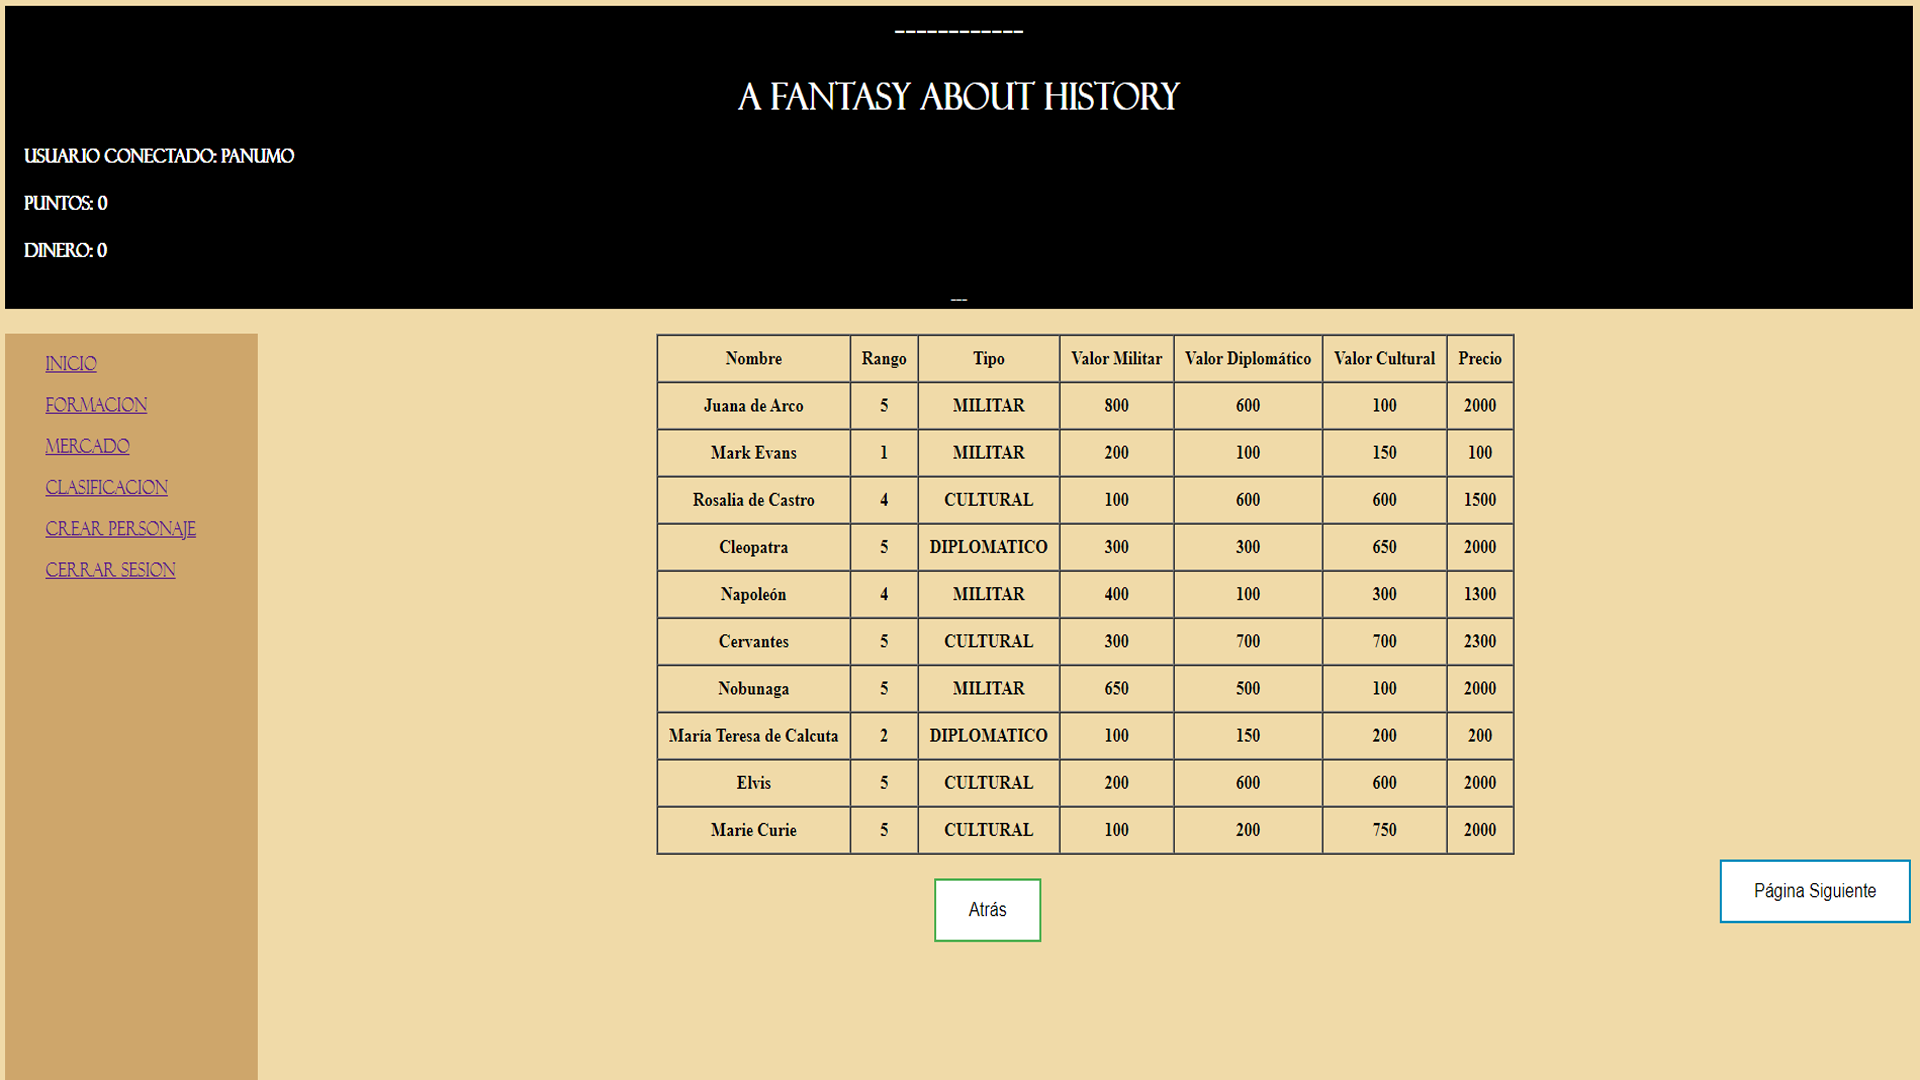 ------------
A FANTASY ABOUT HISTORY
USUARIO CONECTADO: PANUMO
PUNTOS: 0
DINERO: 0
---
INICIO
FORMACION
MERCADO
CLASIFICACION
CREAR PERSONAJE
CERRAR SESION
Nombre Rango Tipo Valor Militar Valor Diplomático Valor Cultural Precio
Juana de Arco 5 MILITAR 800 600 100 2000
Mark Evans 1 MILITAR 200 100 150 100
Rosalia de Castro 4 CULTURAL 100 600 600 1500
Cleopatra 5 DIPLOMATICO 300 300 650 2000
Napoleón 4 MILITAR 400 100 300 1300
Cervantes 5 CULTURAL 300 700 700 2300
Nobunaga 5 MILITAR 650 500 100 2000
María Teresa de Calcuta 2 DIPLOMATICO 100 150 200 200
Elvis 5 CULTURAL 200 600 600 2000
Marie Curie 5 CULTURAL 100 200 750 2000
Atrás
Página Siguiente